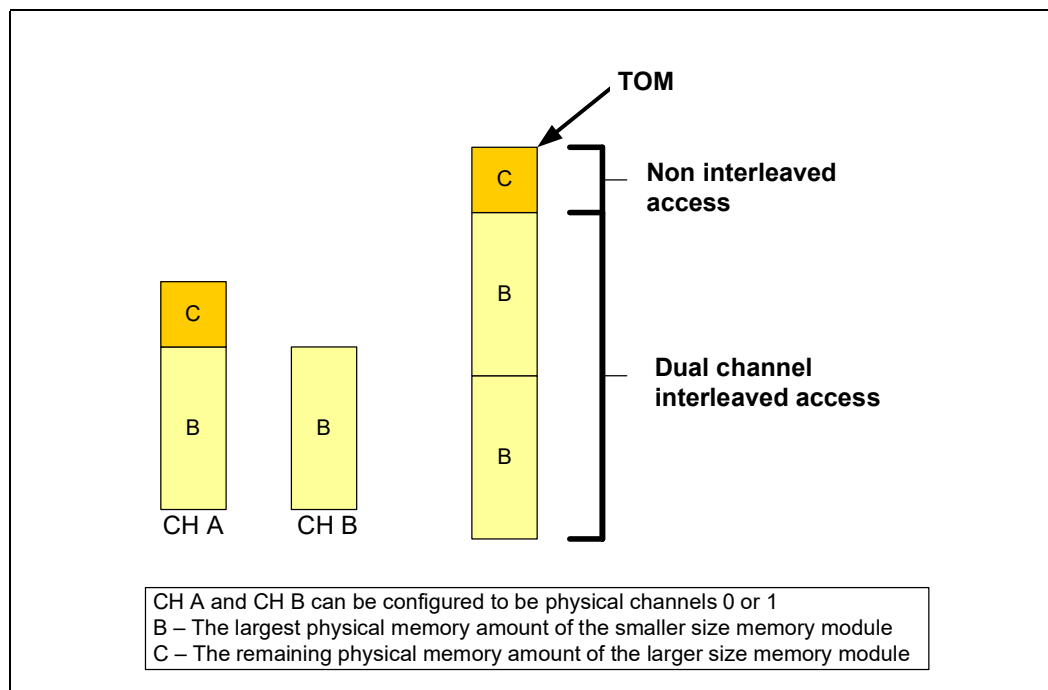 TOM
C
Non interleaved
access
C
B
B
B
Dual channel
interleaved access
B
CH A
CH B
CH A and CH B can be configured to be physical channels 0 or 1
B – The largest physical memory amount of the smaller size memory module
C – The remaining physical memory amount of the larger size memory module